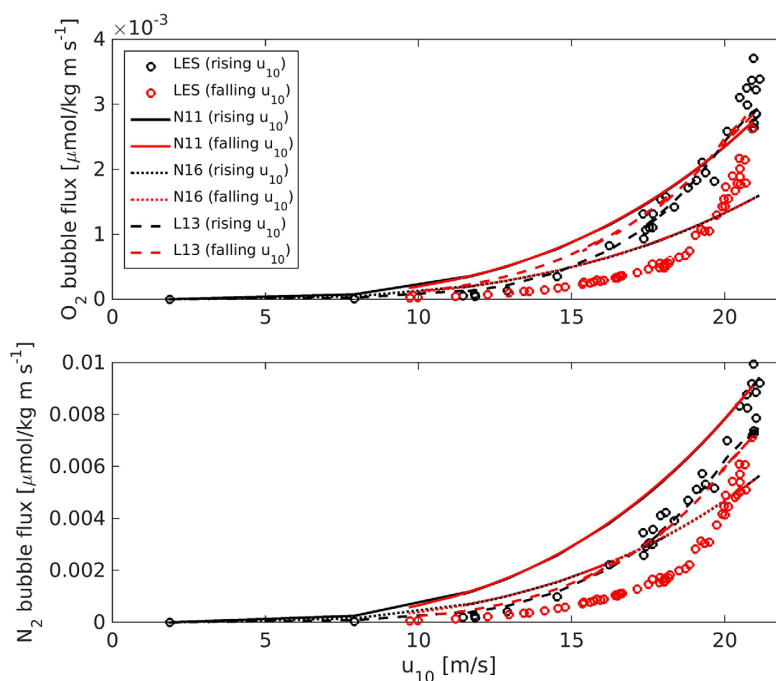 ×10⁻³
4
3
2
1
0
O₂ bubble flux [μmol/kg m s⁻¹]
LES (rising u₁₀)
LES (falling u₁₀)
N11 (rising u₁₀)
N11 (falling u₁₀)
N16 (rising u₁₀)
N16 (falling u₁₀)
L13 (rising u₁₀)
L13 (falling u₁₀)
0 5 10 15 20
0.01
0.008
0.006
0.004
0.002
0
N₂ bubble flux [μmol/kg m s⁻¹]
0 5 10 15 20
u₁₀ [m/s]